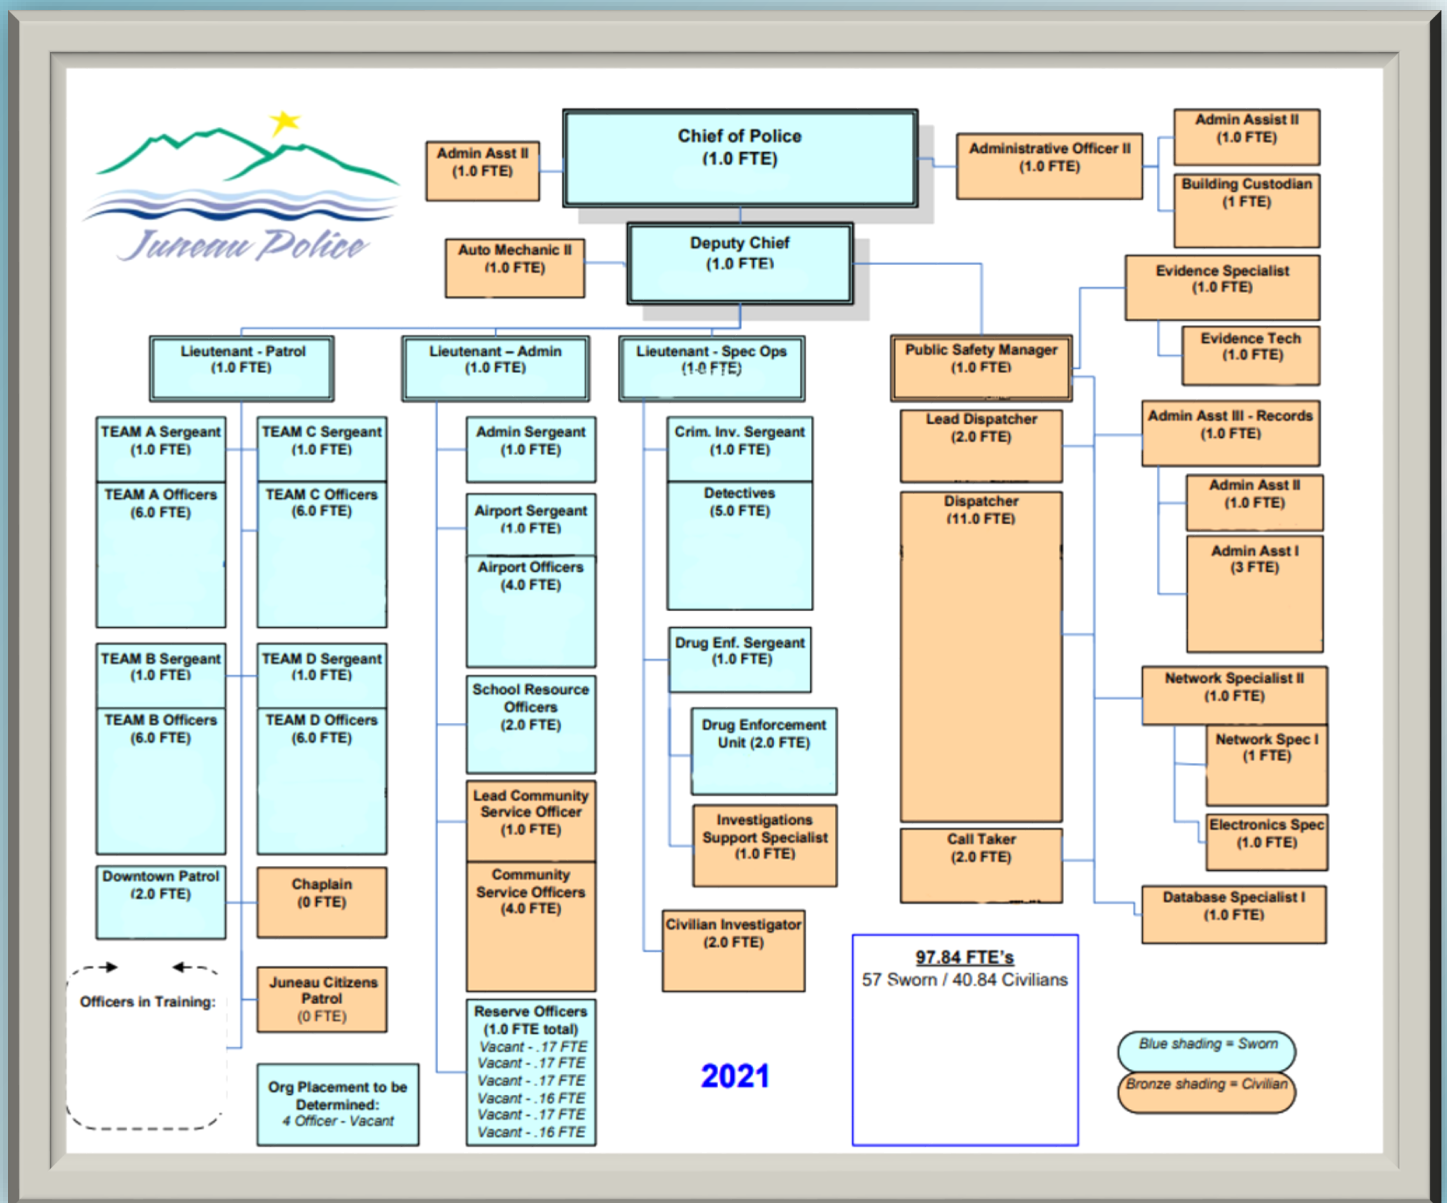 Juneau Police
Chief of Police
(1.0 FTE)
Admin Asst II
(1.0 FTE)
Administrative Officer II
(1.0 FTE)
Admin Assist II
(1.0 FTE)
Building Custodian
(1 FTE)
Deputy Chief
(1.0 FTE)
Auto Mechanic II
(1.0 FTE)
Evidence Specialist
(1.0 FTE)
Evidence Tech
(1.0 FTE)
Lieutenant - Patrol
(1.0 FTE)
Lieutenant – Admin
(1.0 FTE)
Lieutenant - Spec Ops
(1.0 FTE)
Public Safety Manager
(1.0 FTE)
TEAM A Sergeant
(1.0 FTE)
TEAM A Officers
(6.0 FTE)
TEAM C Sergeant
(1.0 FTE)
TEAM C Officers
(6.0 FTE)
TEAM B Sergeant
(1.0 FTE)
TEAM B Officers
(6.0 FTE)
TEAM D Sergeant
(1.0 FTE)
TEAM D Officers
(6.0 FTE)
Downtown Patrol
(2.0 FTE)
Chaplain
(0 FTE)
Officers in Training:
Juneau Citizens
Patrol
(0 FTE)
Org Placement to be
Determined:
4 Officer - Vacant
Admin Sergeant
(1.0 FTE)
Airport Sergeant
(1.0 FTE)
Airport Officers
(4.0 FTE)
School Resource
Officers
(2.0 FTE)
Lead Community
Service Officer
(1.0 FTE)
Community
Service Officers
(4.0 FTE)
Reserve Officers
(1.0 FTE total)
Vacant - .17 FTE
Vacant - .17 FTE
Vacant - .17 FTE
Vacant - .16 FTE
Vacant - .17 FTE
Vacant - .16 FTE
Crim. Inv. Sergeant
(1.0 FTE)
Detectives
(5.0 FTE)
Drug Enf. Sergeant
(1.0 FTE)
Drug Enforcement
Unit (2.0 FTE)
Investigations
Support Specialist
(1.0 FTE)
Civilian Investigator
(2.0 FTE)
Lead Dispatcher
(2.0 FTE)
Dispatcher
(11.0 FTE)
Call Taker
(2.0 FTE)
Admin Asst III - Records
(1.0 FTE)
Admin Asst II
(1.0 FTE)
Admin Asst I
(3 FTE)
Network Specialist II
(1.0 FTE)
Network Spec I
(1 FTE)
Electronics Spec
(1.0 FTE)
Database Specialist I
(1.0 FTE)
97.84 FTE's
57 Sworn / 40.84 Civilians
2021
Blue shading = Sworn
Bronze shading = Civilian